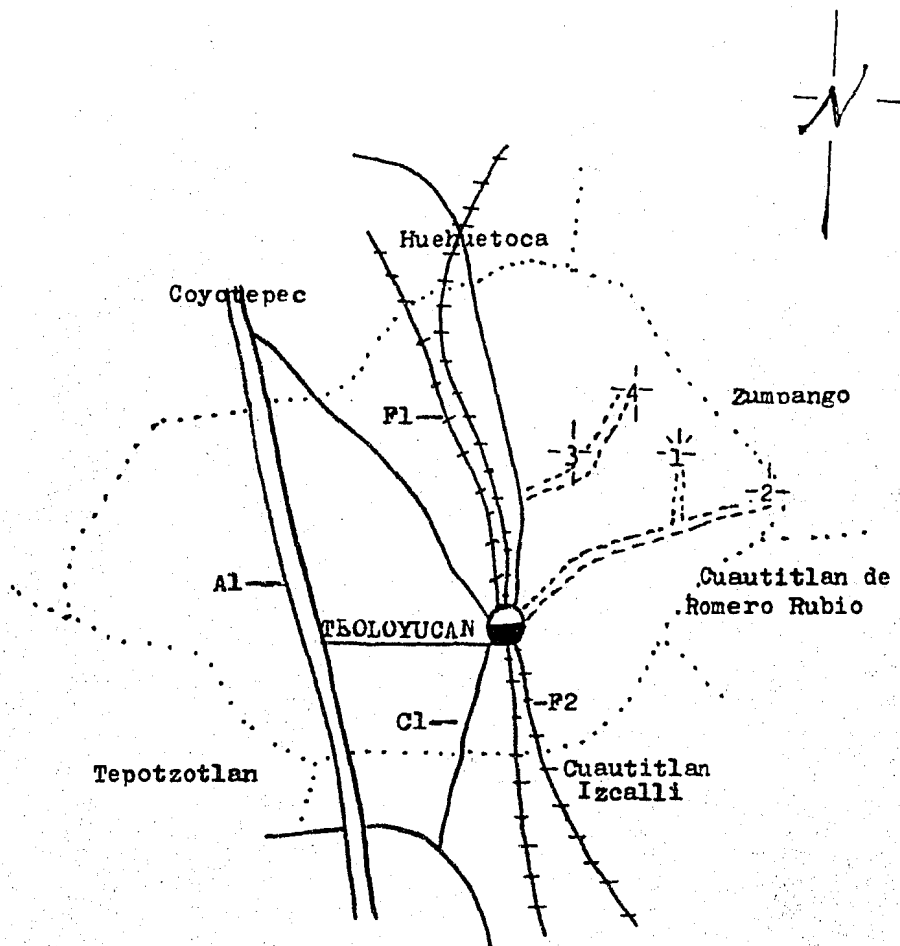 N
Huehuetoca
Coyotepec
F1
4
Zumpango
3
1
2
A1
Cuautitlan de
Romero Rubio
TEOLOYUCAN
F2
C1
Tepotzotlan
Cuautitlan
Izcalli